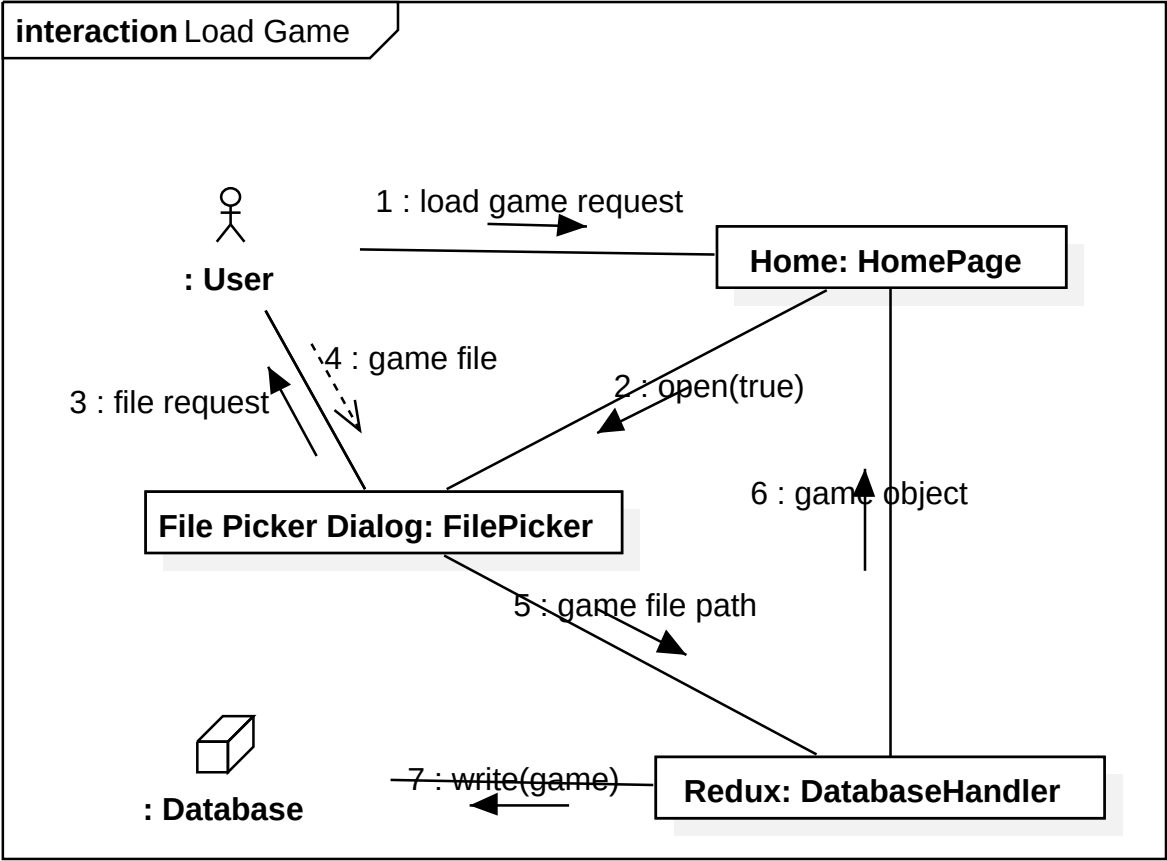 interaction Load Game
1 : load game request
: User
Home: HomePage
4 : game file
2 : open(true)
3 : file request
6 : game object
File Picker Dialog: FilePicker
5 : game file path
7 : write(game)
Redux: DatabaseHandler
: Database